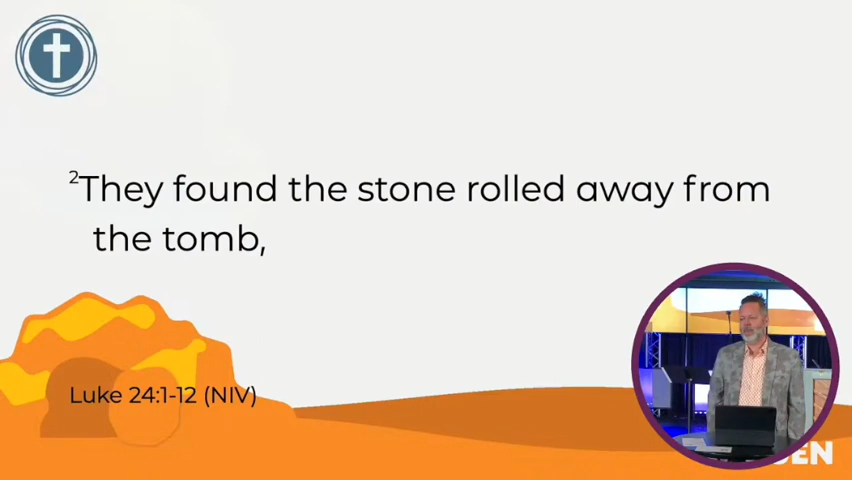 ²They found the stone rolled away from
the tomb,
Luke 24:1-12 (NIV)